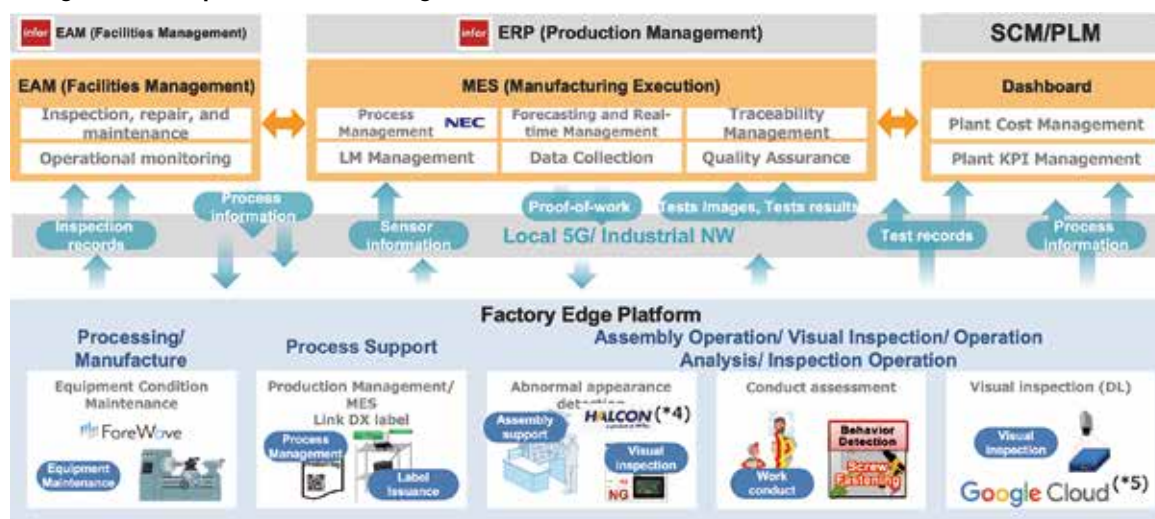 infor EAM (Facilities Management)
infor ERP (Production Management)
SCM/PLM
EAM (Facilities Management)
Inspection, repair, and
maintenance
Operational monitoring
MES (Manufacturing Execution)
Process
Management NEC
Forecasting and Real-
time Management
Traceability
Management
LM Management
Data Collection
Quality Assurance
Dashboard
Plant Cost Management
Plant KPI Management
Inspection
records
Process
information
Sensor
information
Proof-of-work
Tests images, Tests results
Local 5G/ Industrial NW
Test records
Process
information
Factory Edge Platform
Processing/
Manufacture
Process Support
Assembly Operation/ Visual Inspection/ Operation
Analysis/ Inspection Operation
Equipment Condition
Maintenance
ForeWave
Equipment
Maintenance
Production Management/
MES
Link DX label
Process
Management
Label
Issuance
Abnormal appearance
detection
HALCON (*4)
Assembly
support
Visual
inspection
NG
Conduct assessment
Work
conduct
Behavior
Detection
Screw
Fastening
Visual inspection (DL)
Visual
inspection
Google Cloud (*5)